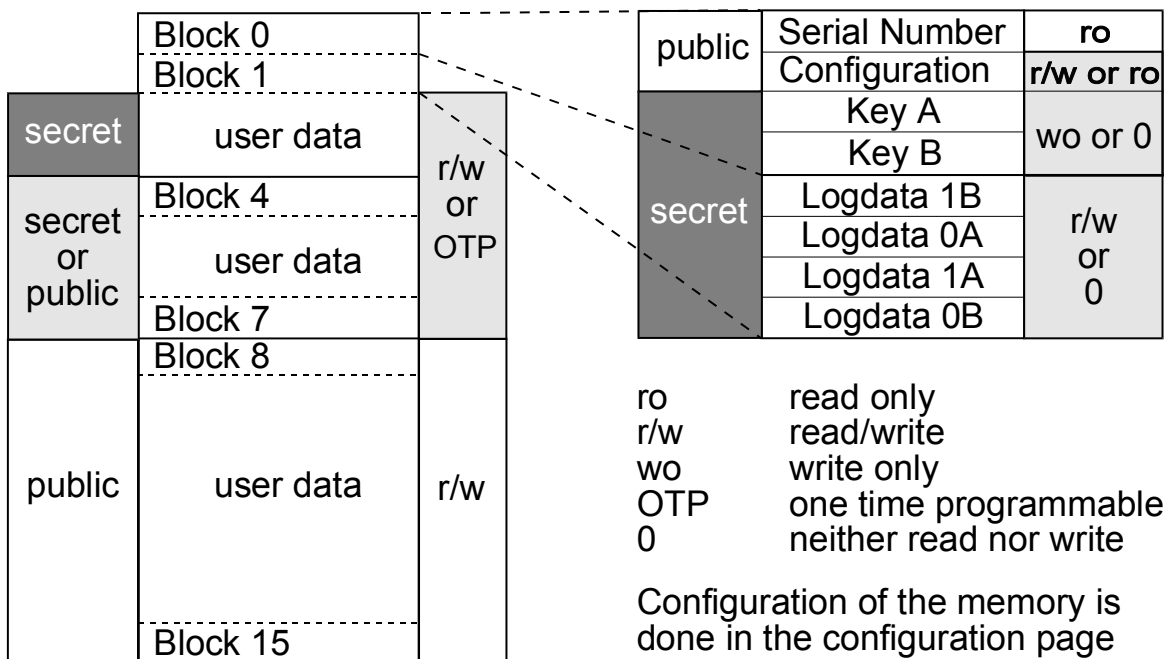 Block 0
Block 1
secret
user data
r/w
or
OTP
Block 4
secret
or
public
user data
Block 7
Block 8
public
user data
r/w
Block 15
public
Serial Number
ro
Configuration
r/w or ro
secret
Key A
wo or 0
Key B
Logdata 1B
r/w
or
0
Logdata 0A
Logdata 1A
Logdata 0B
ro read only
r/w read/write
wo write only
OTP one time programmable
0 neither read nor write
Configuration of the memory is
done in the configuration page